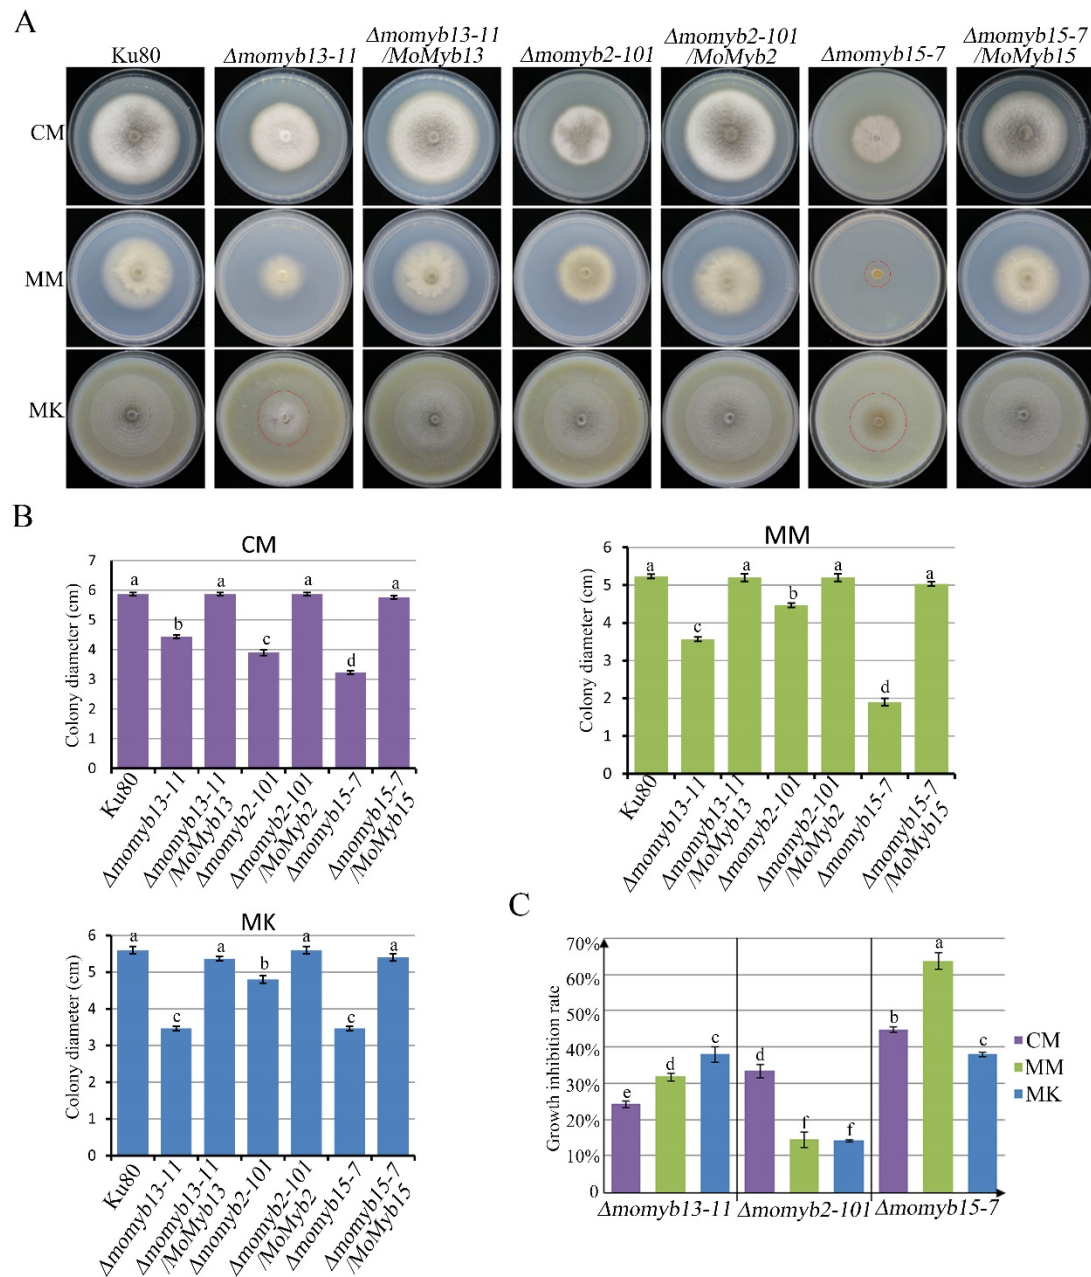 A
Ku80
Δmomyb13-11
Δmomyb13-11
/MoMyb13
Δmomyb2-101
Δmomyb2-101
/MoMyb2
Δmomyb15-7
Δmomyb15-7
/MoMyb15
CM
MM
MK
B
CM
Colony diameter (cm)
7
6
5
4
3
2
1
0
a
b
a
c
a
d
a
Ku80
Δmomyb13-11
Δmomyb13-11
/MoMyb13
Δmomyb2-101
Δmomyb2-101
/MoMyb2
Δmomyb15-7
Δmomyb15-7
/MoMyb15
MM
Colony diameter (cm)
6
5
4
3
2
1
0
a
c
a
b
a
d
a
Ku80
Δmomyb13-11
Δmomyb13-11
/MoMyb13
Δmomyb2-101
Δmomyb2-101
/MoMyb2
Δmomyb15-7
Δmomyb15-7
/MoMyb15
MK
Colony diameter (cm)
6
5
4
3
2
1
0
a
c
a
b
a
c
a
Ku80
Δmomyb13-11
Δmomyb13-11
/MoMyb13
Δmomyb2-101
Δmomyb2-101
/MoMyb2
Δmomyb15-7
Δmomyb15-7
/MoMyb15
C
Growth inhibition rate
70%
60%
50%
40%
30%
20%
10%
0
e
d
c
d
f
f
b
a
c
Δmomyb13-11
Δmomyb2-101
Δmomyb15-7
CM
MM
MK